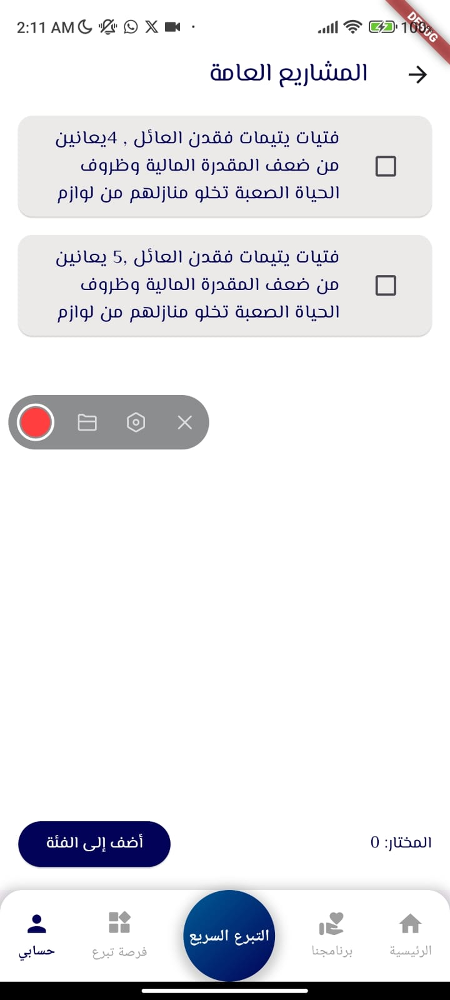 2:11 AM
100%
DEBUG
المشاريع العامة
فتيات يتيمات فقدن العائل , 4يعانين
من ضعف المقدرة المالية وظروف
الحياة الصعبة تخلو منازلهم من لوازم
فتيات يتيمات فقدن العائل ,5 يعانين
من ضعف المقدرة المالية وظروف
الحياة الصعبة تخلو منازلهم من لوازم
المختار: 0
أضف إلى الفئة
الرئيسية
برنامجنا
التبرع السريع
فرصة تبرع
حسابي